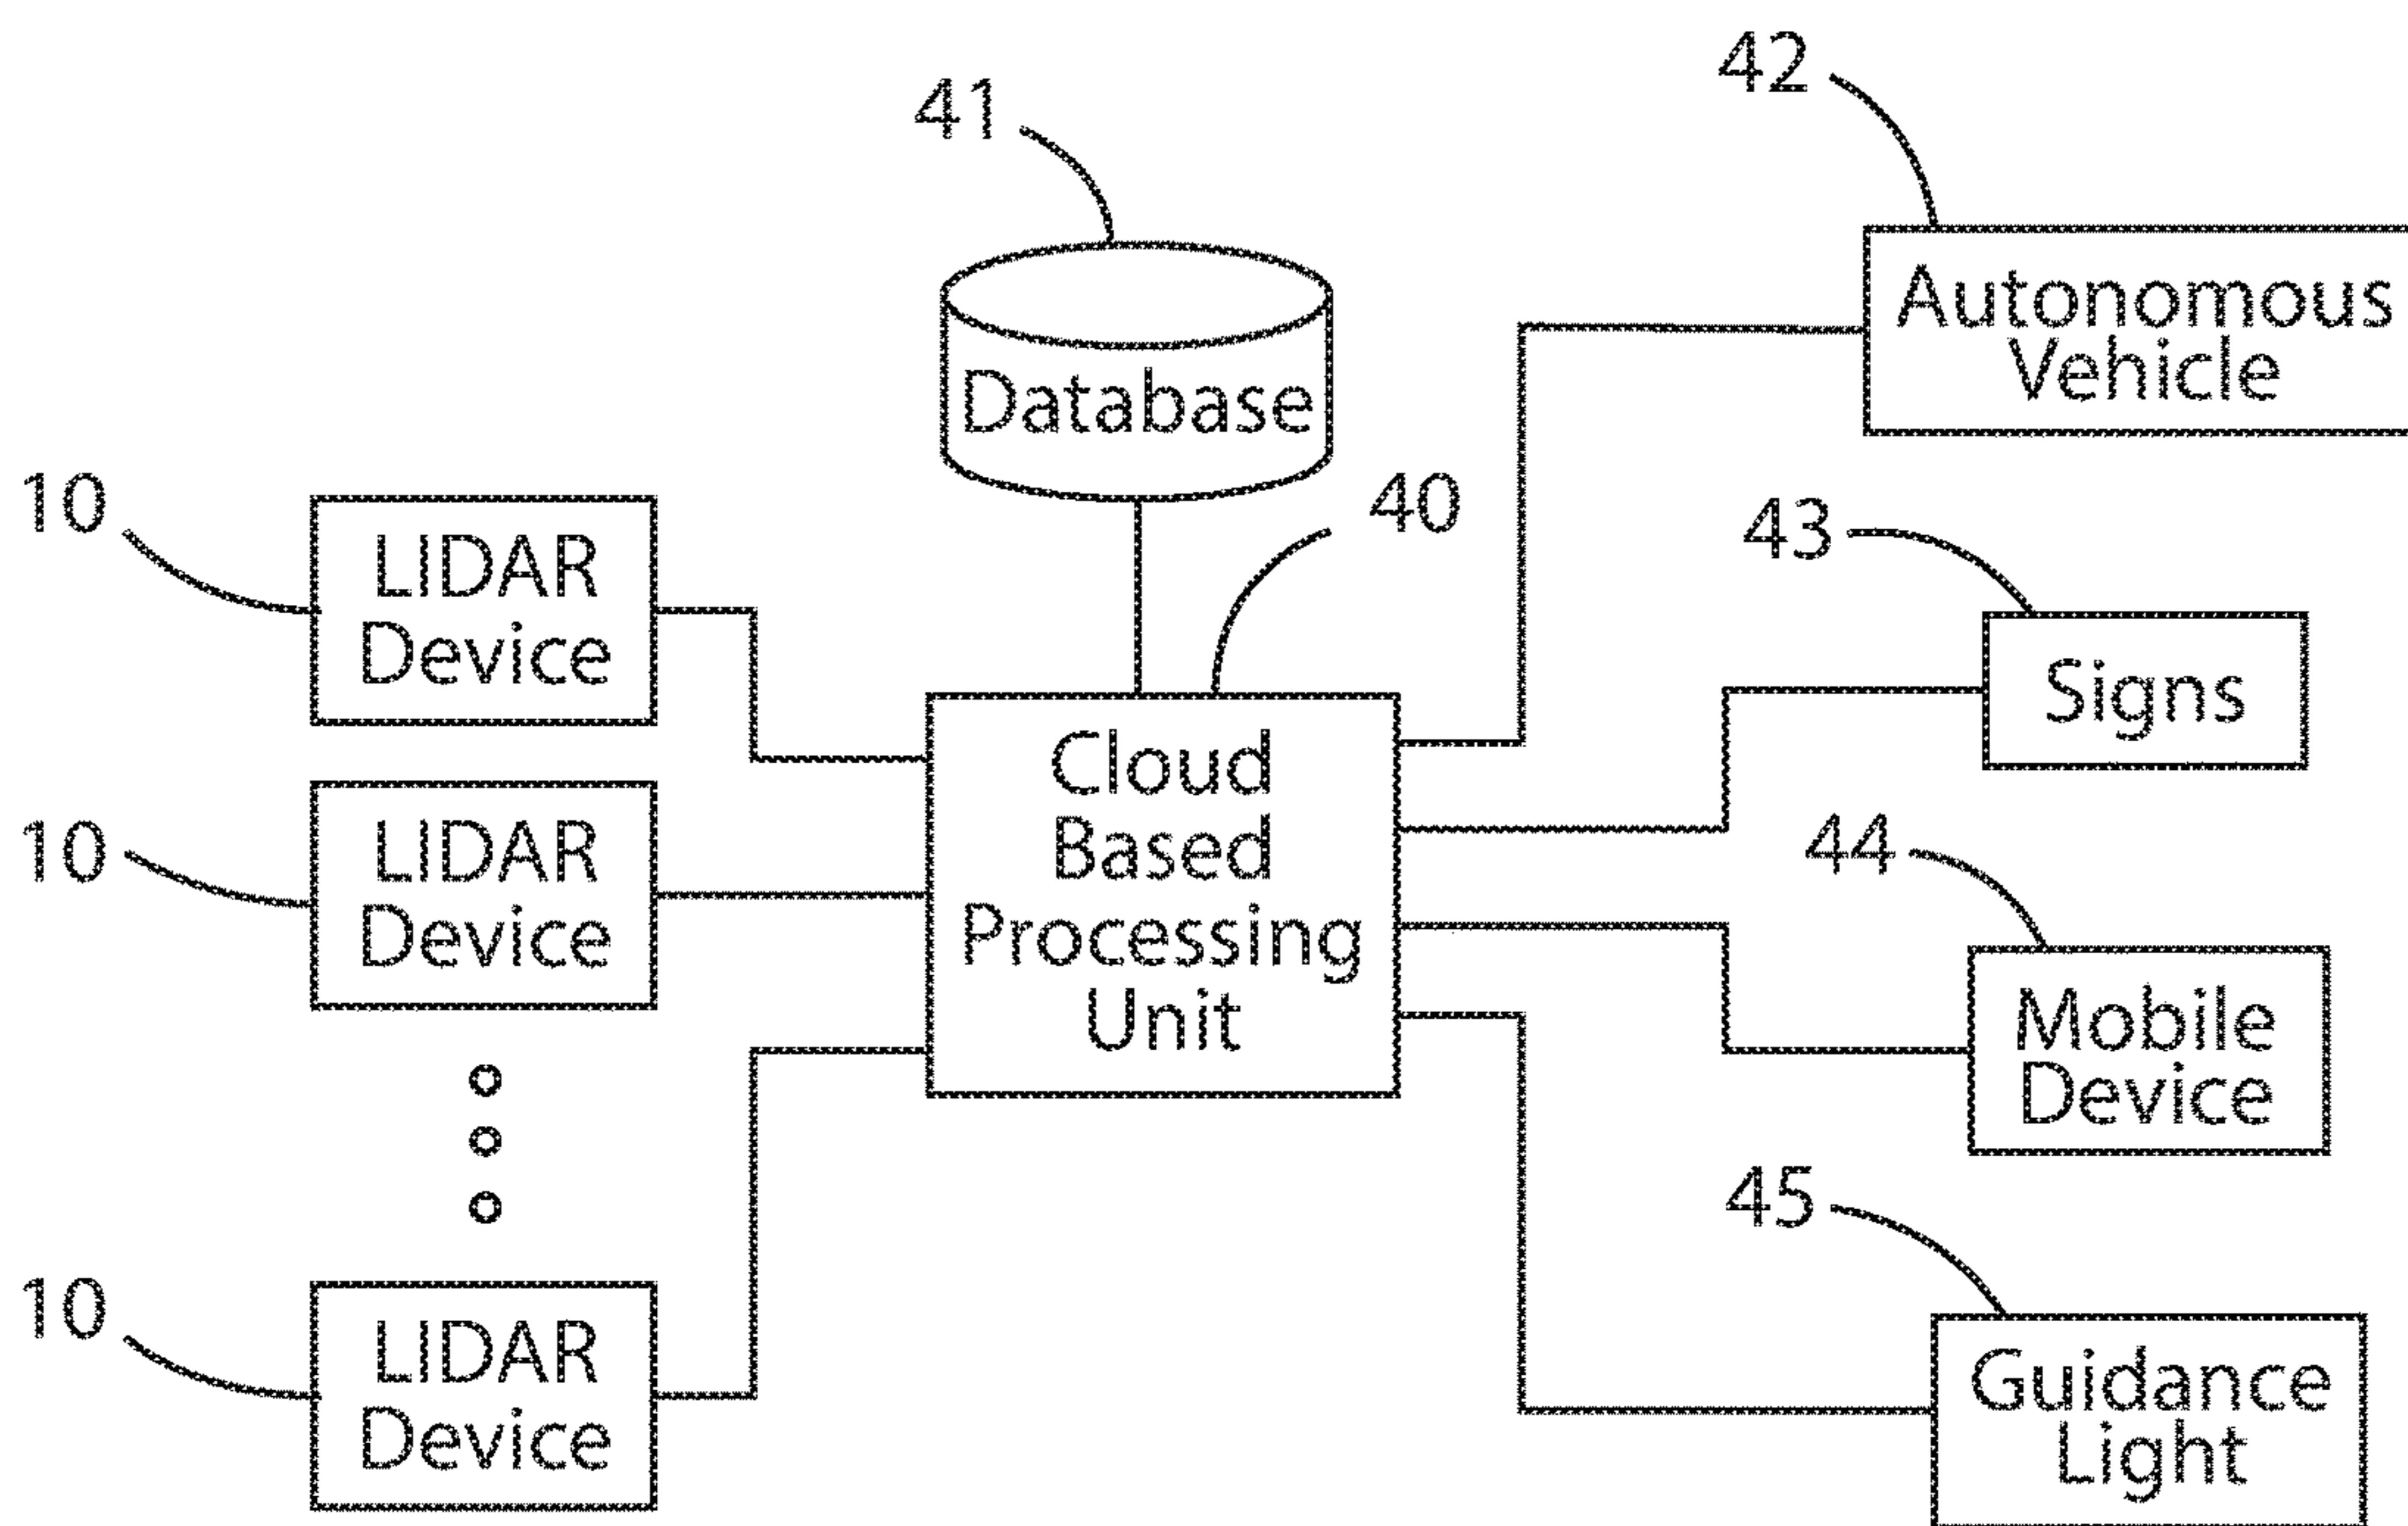 42
41
Autonomous
Vehicle
Database
10
40
43
LIDAR
Device
Signs
Cloud
Based
Processing
Unit
10
LIDAR
Device
44
Mobile
Device
45
10
LIDAR
Device
Guidance
Light